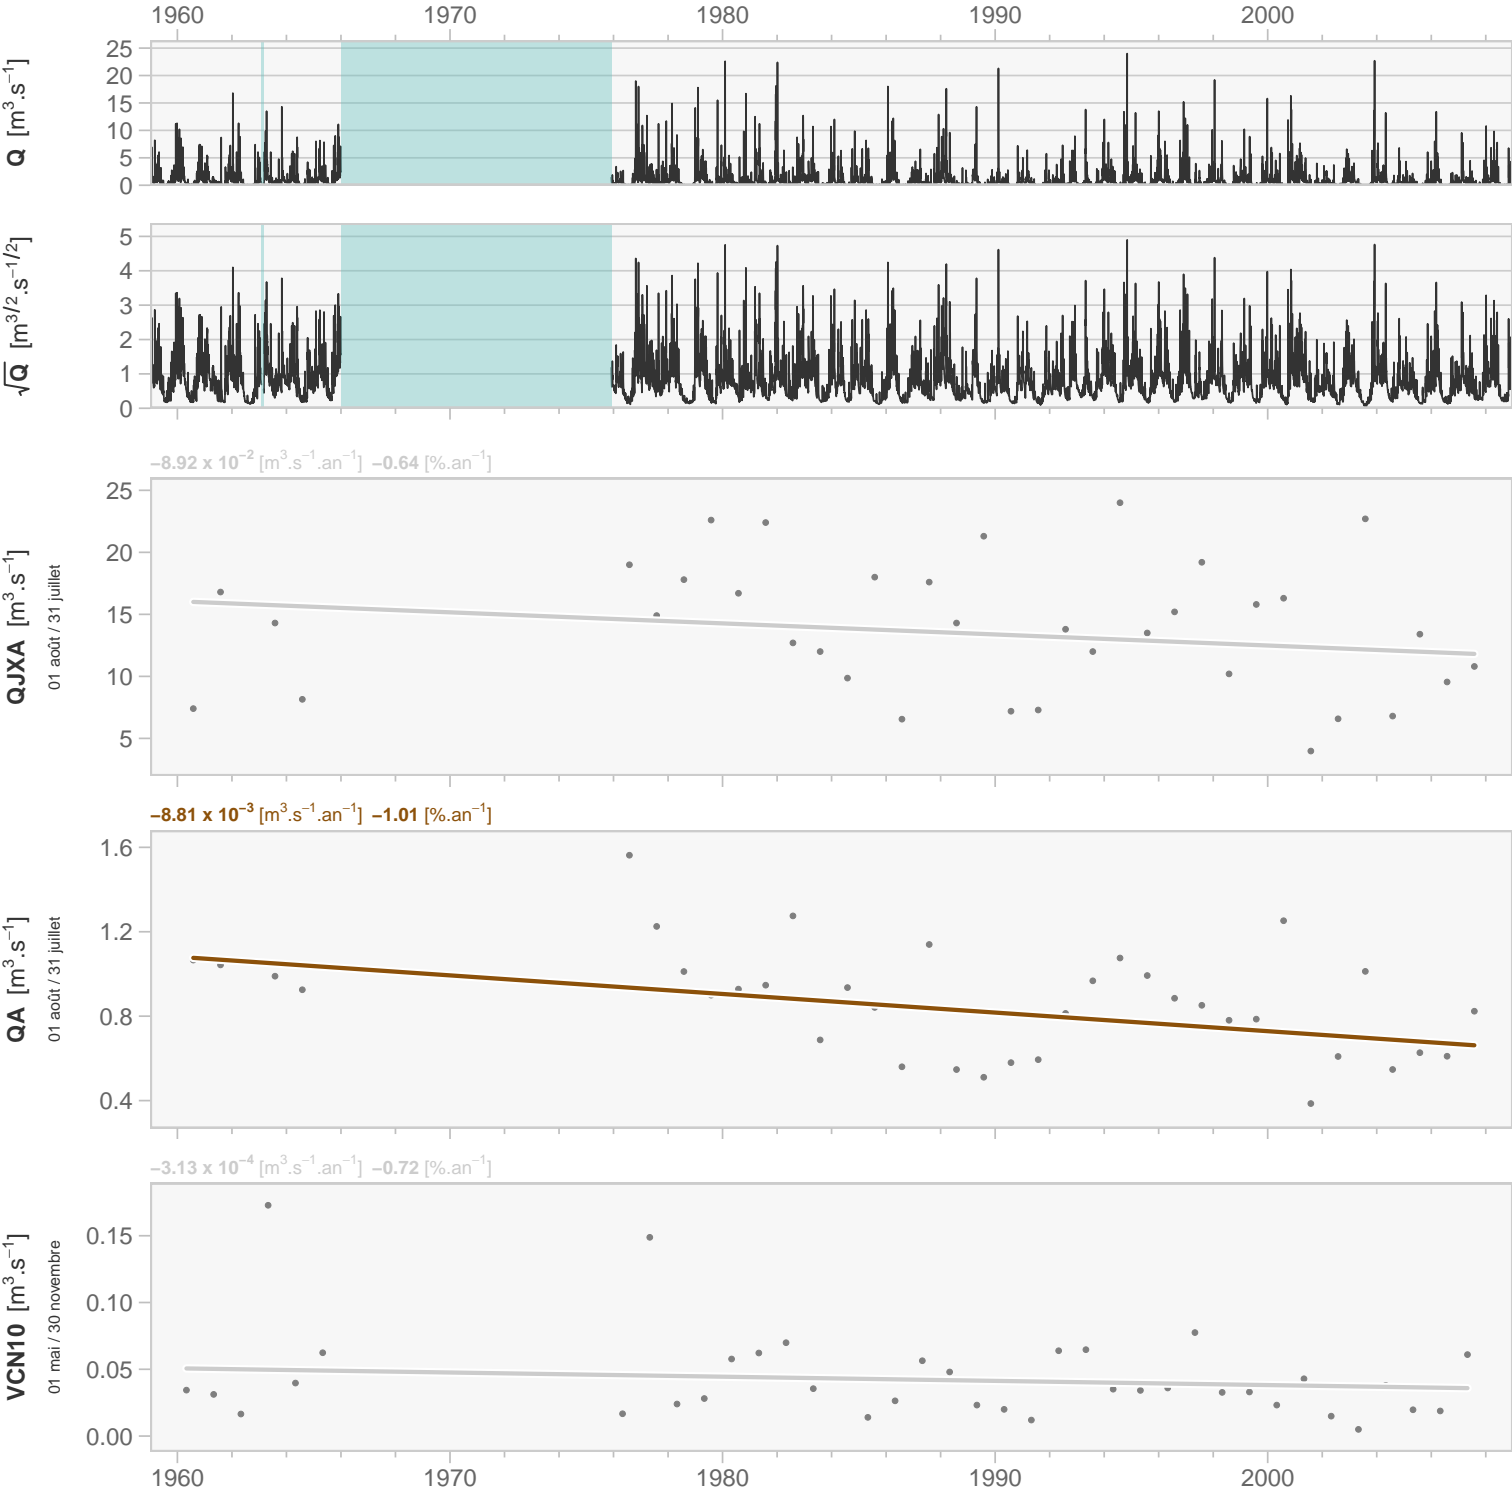 1960 1970 1980 1990 2000
Q [m³.s⁻¹]
25
20
15
10
5
0
√Q [m^3/2.s^−1/2]
5
4
3
2
1
0
−8.92 x 10⁻² [m³.s⁻¹.an⁻¹] −0.64 [%.an⁻¹]
QJXA [m³.s⁻¹]
01 août / 31 juillet
25
20
15
10
5
−8.81 x 10⁻³ [m³.s⁻¹.an⁻¹] −1.01 [%.an⁻¹]
QA [m³.s⁻¹]
01 août / 31 juillet
1.6
1.2
0.8
0.4
−3.13 x 10⁻⁴ [m³.s⁻¹.an⁻¹] −0.72 [%.an⁻¹]
VCN10 [m³.s⁻¹]
01 mai / 30 novembre
0.15
0.10
0.05
0.00
1960 1970 1980 1990 2000